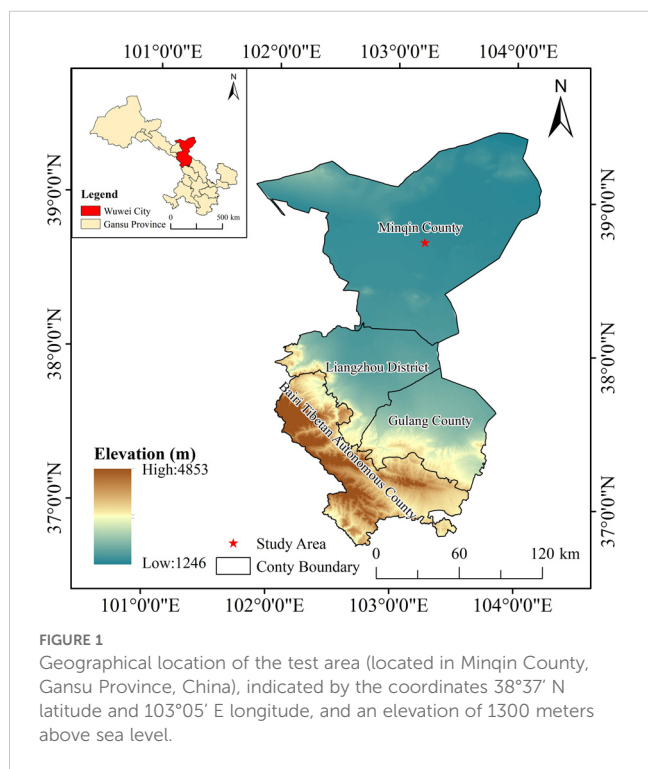 101°0'0"E 102°0'0"E 103°0'0"E 104°0'0"E
N
N
Legend
Wuwei City
Gansu Province
0 500 km
39°0'0"N
39°0'0"N
Minqin County
38°0'0"N
38°0'0"N
Liangzhou District
Bairi Tibetan Autonomous County
Gulang County
Elevation (m)
High:4853
Low:1246
37°0'0"N
37°0'0"N
Study Area
Conty Boundary
0 60 120 km
101°0'0"E 102°0'0"E 103°0'0"E 104°0'0"E
FIGURE 1
Geographical location of the test area (located in Minqin County,
Gansu Province, China), indicated by the coordinates 38°37′ N
latitude and 103°05′ E longitude, and an elevation of 1300 meters
above sea level.